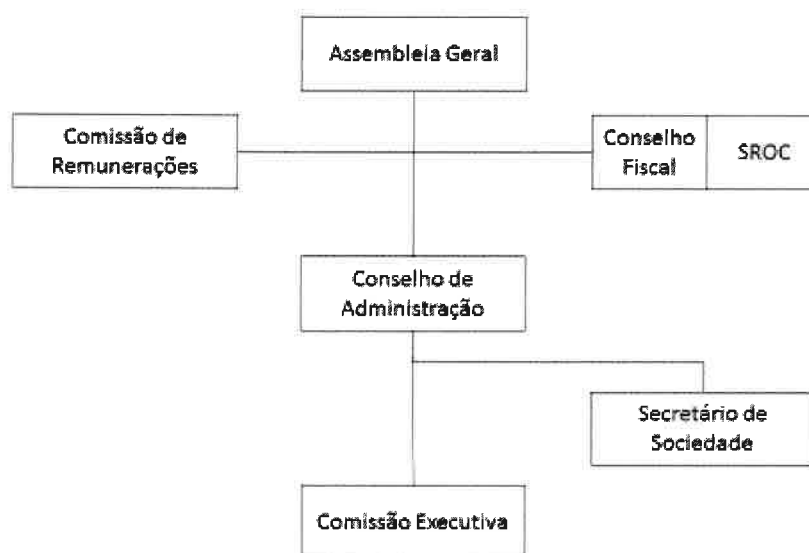 Assembleia Geral
Comissão de
Remunerações
Conselho
Fiscal
SROC
Conselho de
Administração
Secretário de
Sociedade
Comissão Executiva